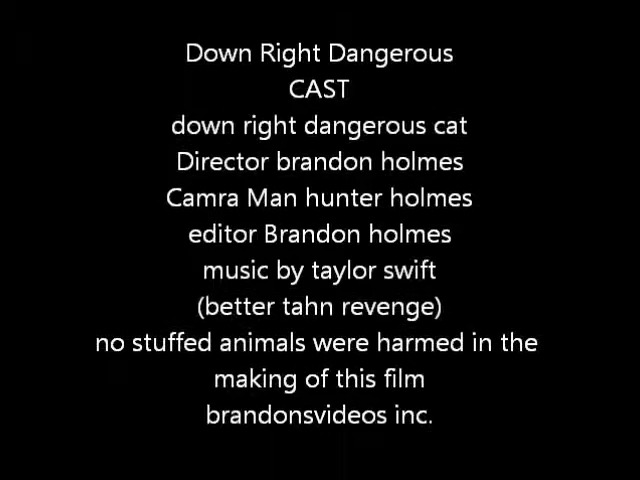 Down Right Dangerous
CAST
down right dangerous cat
Director brandon holmes
Camra Man hunter holmes
editor Brandon holmes
music by taylor swift
(better tahn revenge)
no stuffed animals were harmed in the
making of this film
brandonsvideos inc.